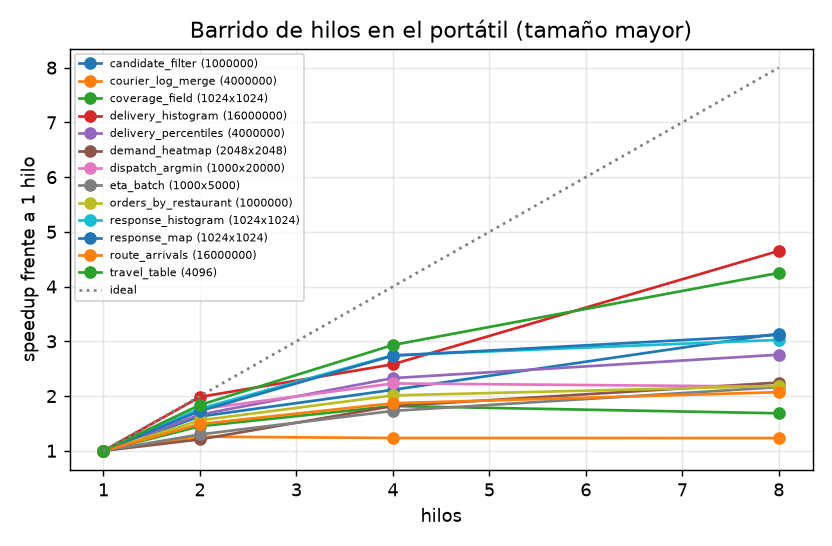 Barrido de hilos en el portátil (tamaño mayor)
speedup frente a 1 hilo
8
7
6
5
4
3
2
1
candidate_filter (1000000)
courier_log_merge (4000000)
coverage_field (1024x1024)
delivery_histogram (16000000)
delivery_percentiles (4000000)
demand_heatmap (2048x2048)
dispatch_argmin (1000x20000)
eta_batch (1000x5000)
orders_by_restaurant (1000000)
response_histogram (1024x1024)
response_map (1024x1024)
route_arrivals (16000000)
travel_table (4096)
ideal
1 2 3 4 5 6 7 8
hilos